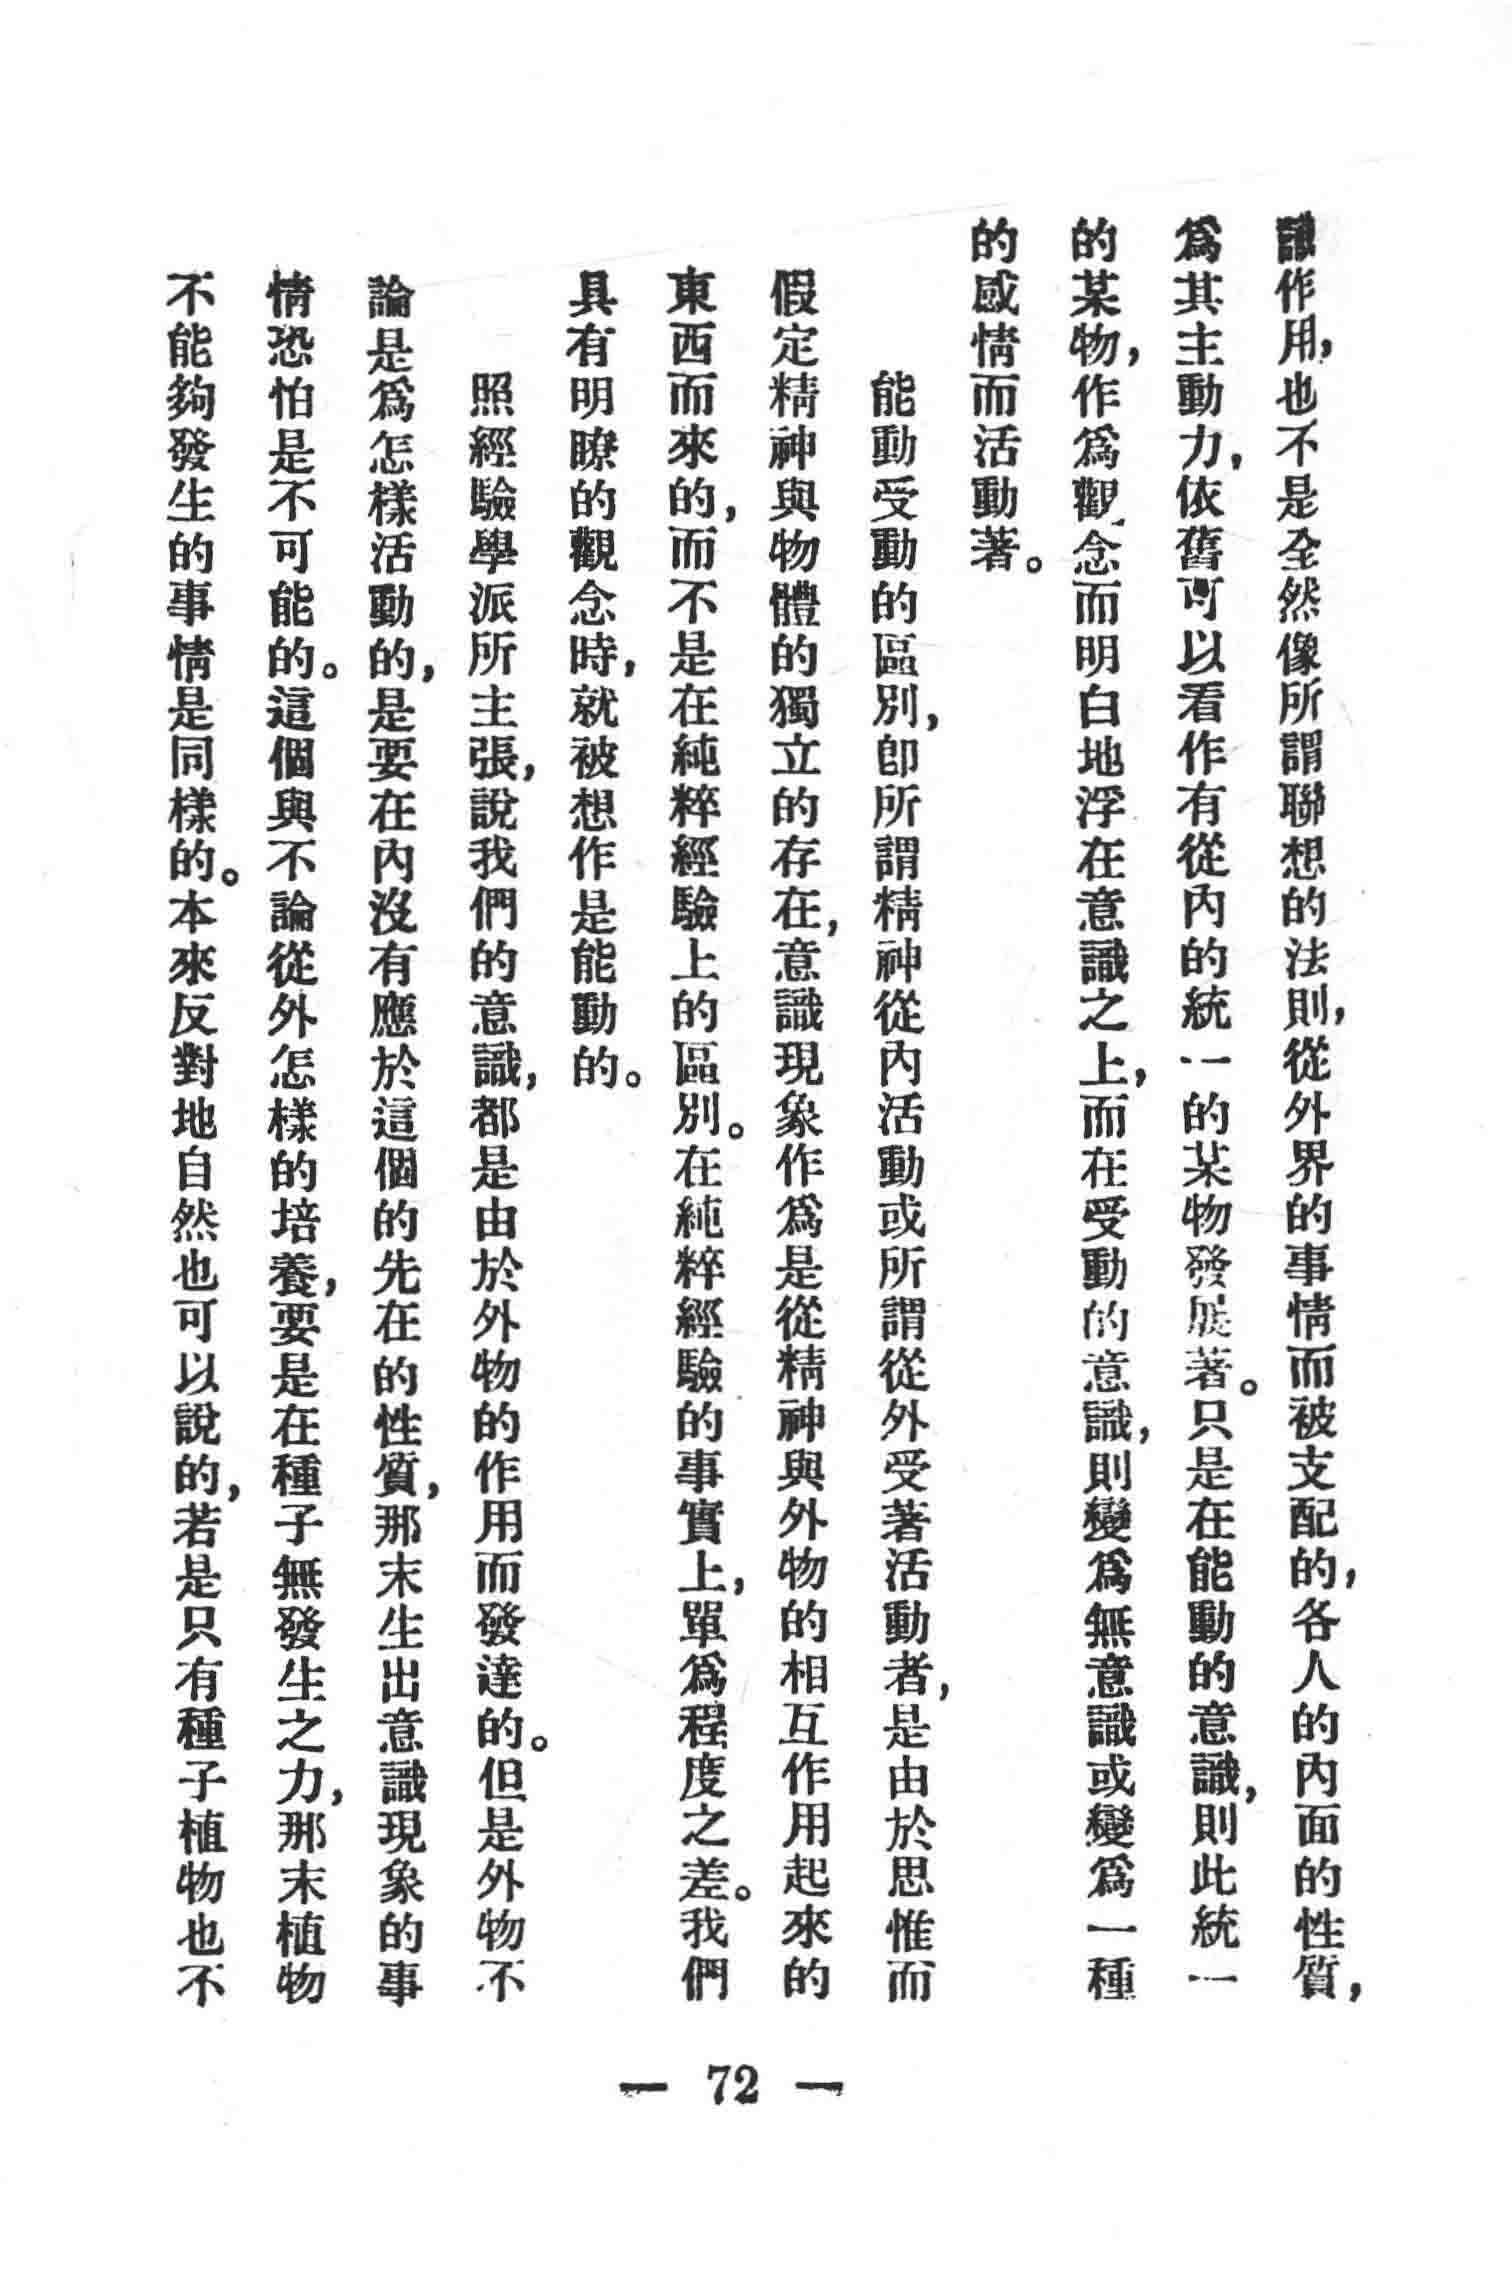 識作用，也不是全然像所謂聯想的法則，從外界的事情而被支配的，各人的內面的性質，
爲其主動力，依舊可以看作有從內的統一的某物發展著。只是在能動的意識，則此統一
的某物，作爲觀念而明白地浮在意識之上，而在受動的意識，則變爲無意識或變爲一種
的感情而活動著。
能動受動的區別，卽所謂精神從內活動或所謂從外受著活動者，是由於思惟而
假定精神與物體的獨立的存在，意識現象作爲是從精神與外物的相互作用起來的
東西而來的，而不是在純粹經驗上的區別。在純粹經驗的事實上，單爲程度之差。我們
具有明瞭的觀念時，就被想作是能動的。
照經驗學派所主張，說我們的意識，都是由於外物的作用而發達的。但是外物不
論是爲怎樣活動的，是要在內沒有應於這個的先在的性質，那末生出意識現象的事
情恐怕是不可能的。這個與不論從外怎樣的培養，要是在種子無發生之力，那末植物
不能夠發生的事情是同樣的。本來反對地自然也可以說的，若是只有種子植物也不
— 72 —